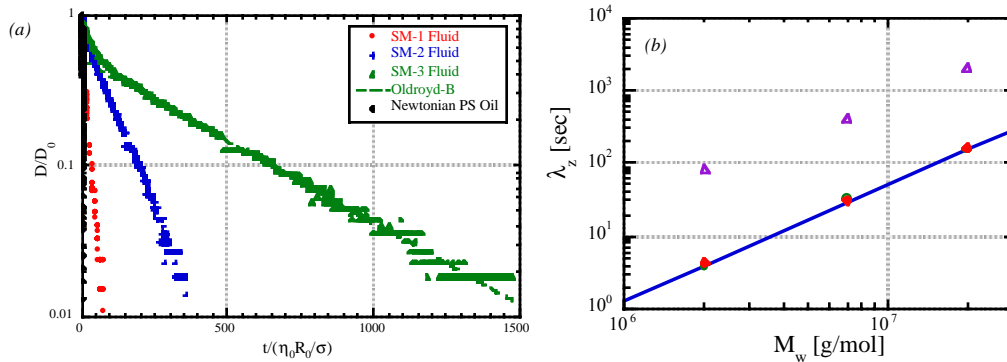 (a)
D/D0
1
0.1
0.01
SM-1 Fluid
SM-2 Fluid
SM-3 Fluid
Oldroyd-B
Newtonian PS Oil
0 500 1000 1500
t/(η0R0/σ)
(b)
λz [sec]
10^4
10^3
10^2
10^1
10^0
10^6 10^7
Mw [g/mol]